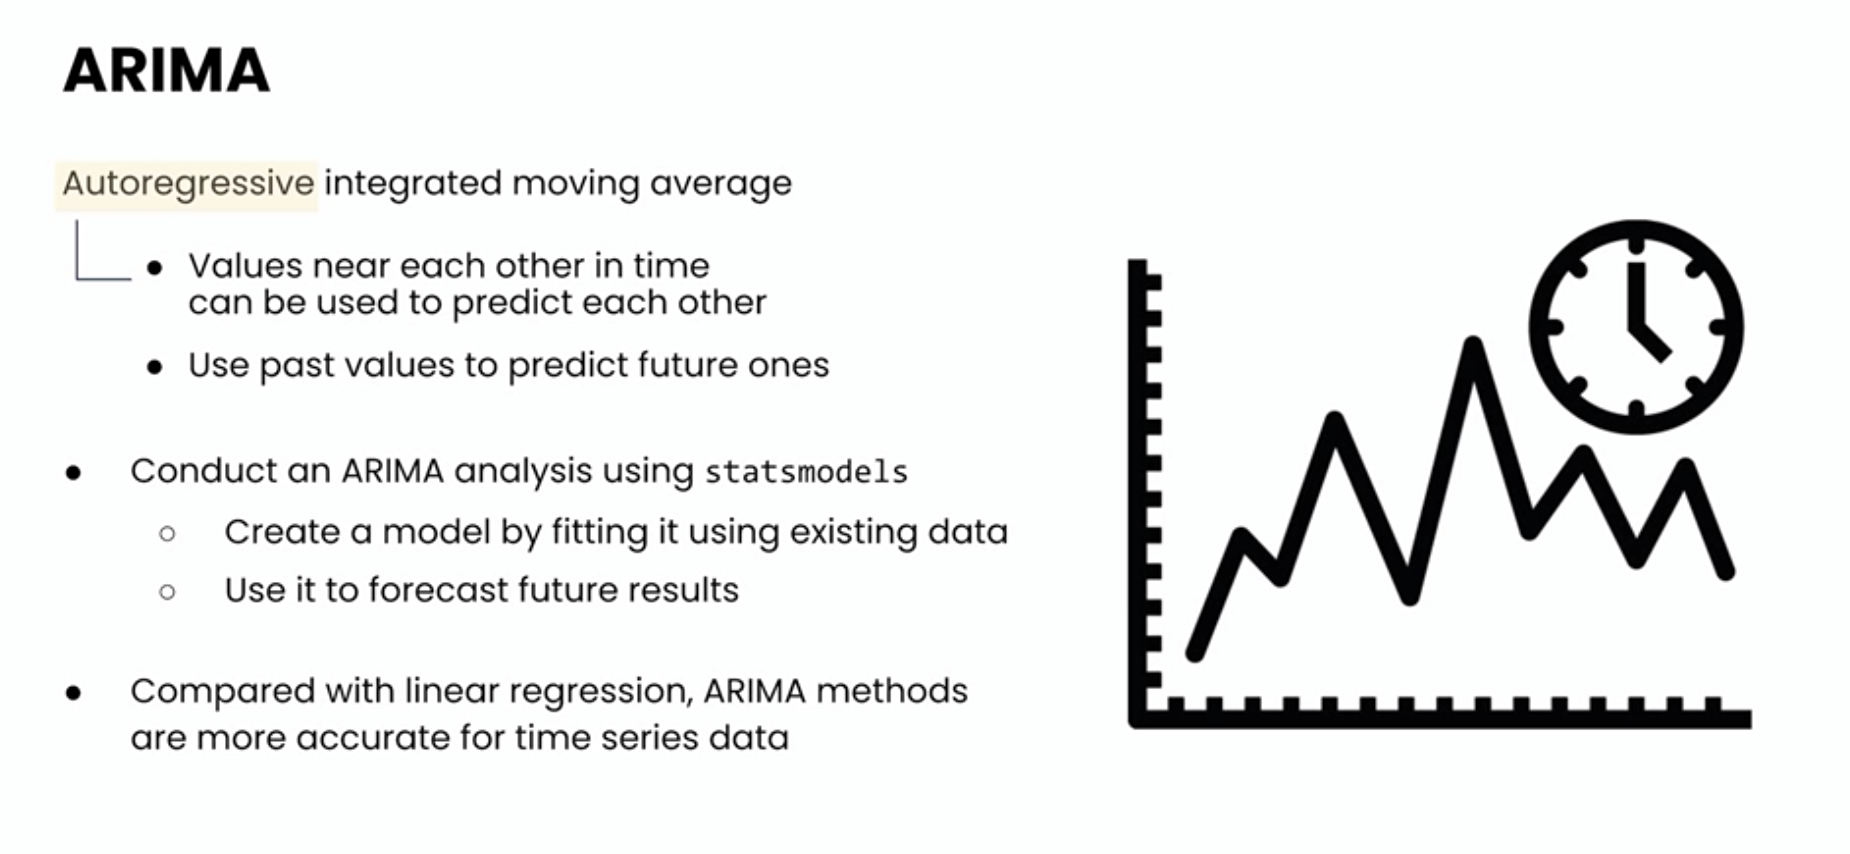 ARIMA
Autoregressive integrated moving average
● Values near each other in time
can be used to predict each other
● Use past values to predict future ones
● Conduct an ARIMA analysis using statsmodels
○ Create a model by fitting it using existing data
○ Use it to forecast future results
● Compared with linear regression, ARIMA methods
are more accurate for time series data